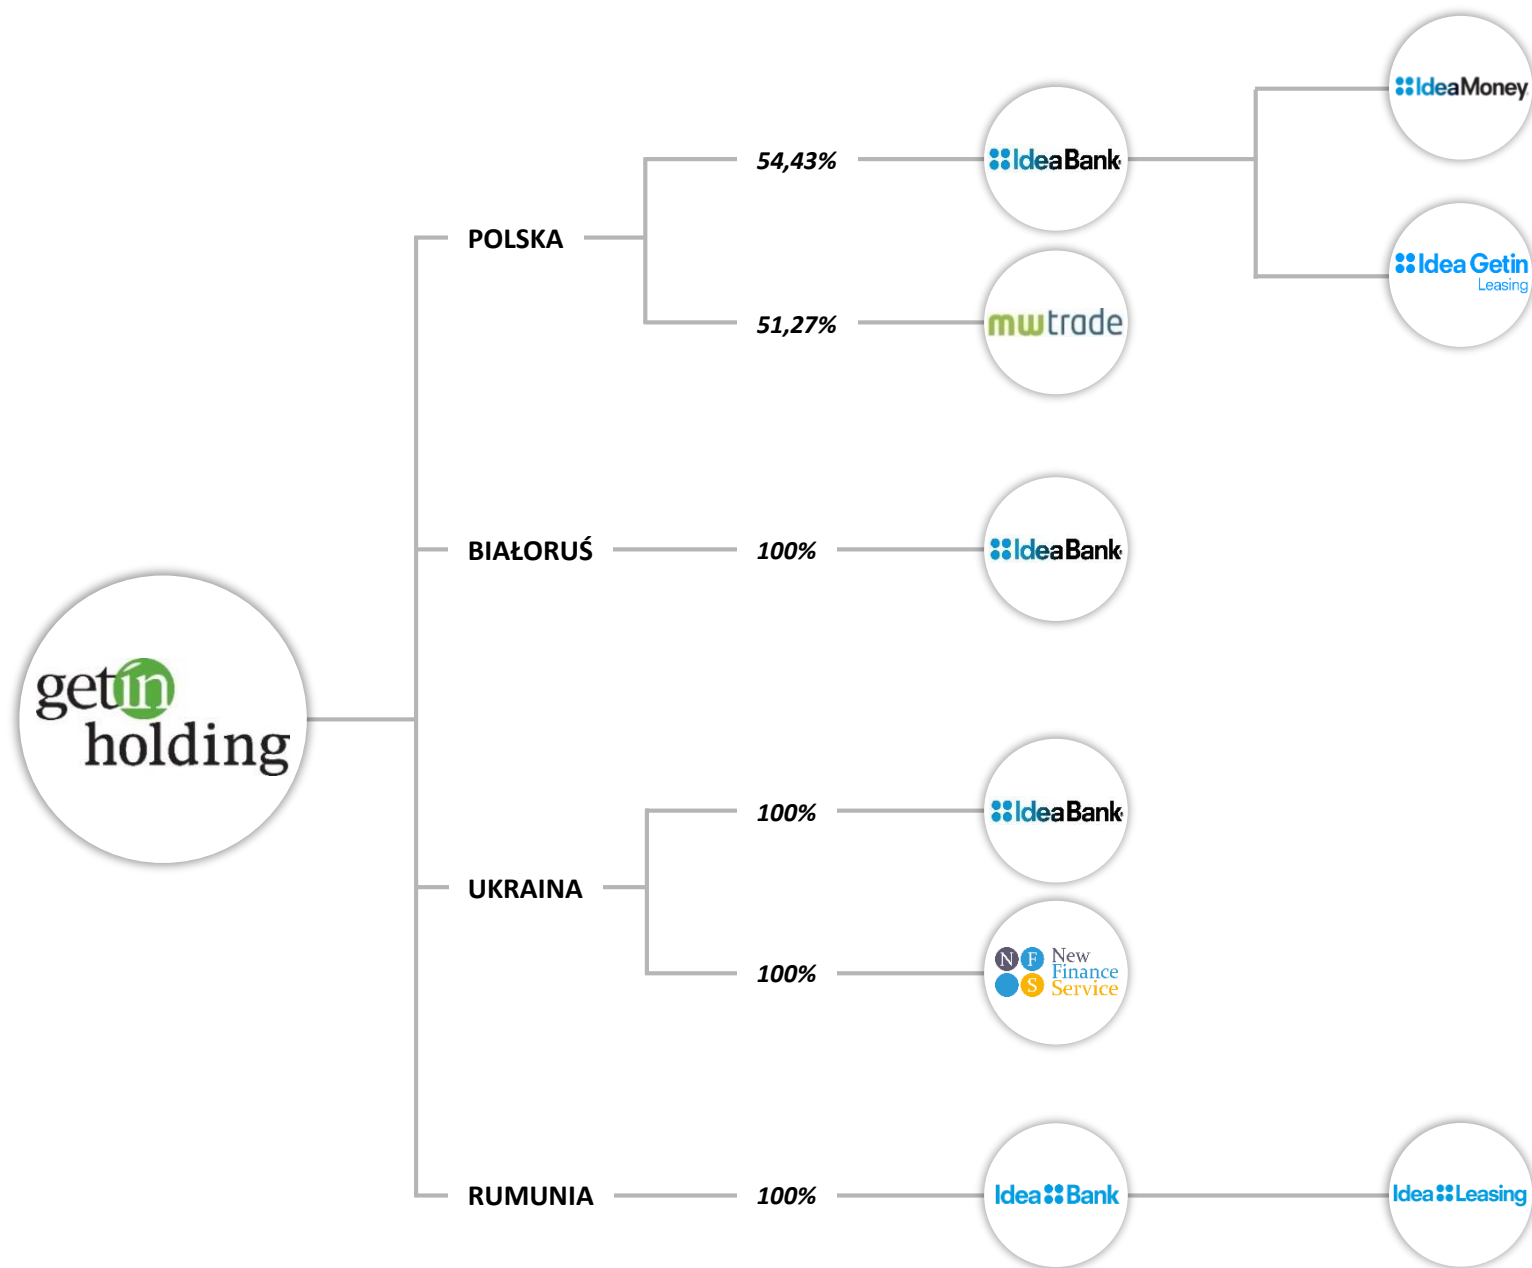 IdeaMoney
54,43%
IdeaBank
POLSKA
Idea Getin
Leasing
51,27%
mwtrade
BIAŁORUŚ
100%
IdeaBank
getin
holding
100%
IdeaBank
UKRAINA
100%
N F S
New
Finance
Service
RUMUNIA
100%
Idea Bank
Idea Leasing